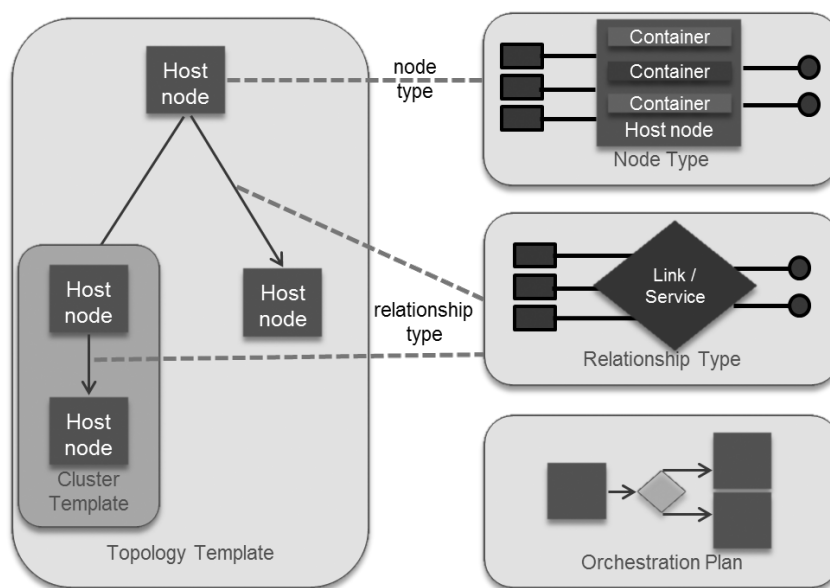 Host
node
Host
node
Host
node
Host
node
Cluster
Template
Topology Template
node
type
relationship
type
Container
Container
Container
Host node
Node Type
Link /
Service
Relationship Type
Orchestration Plan